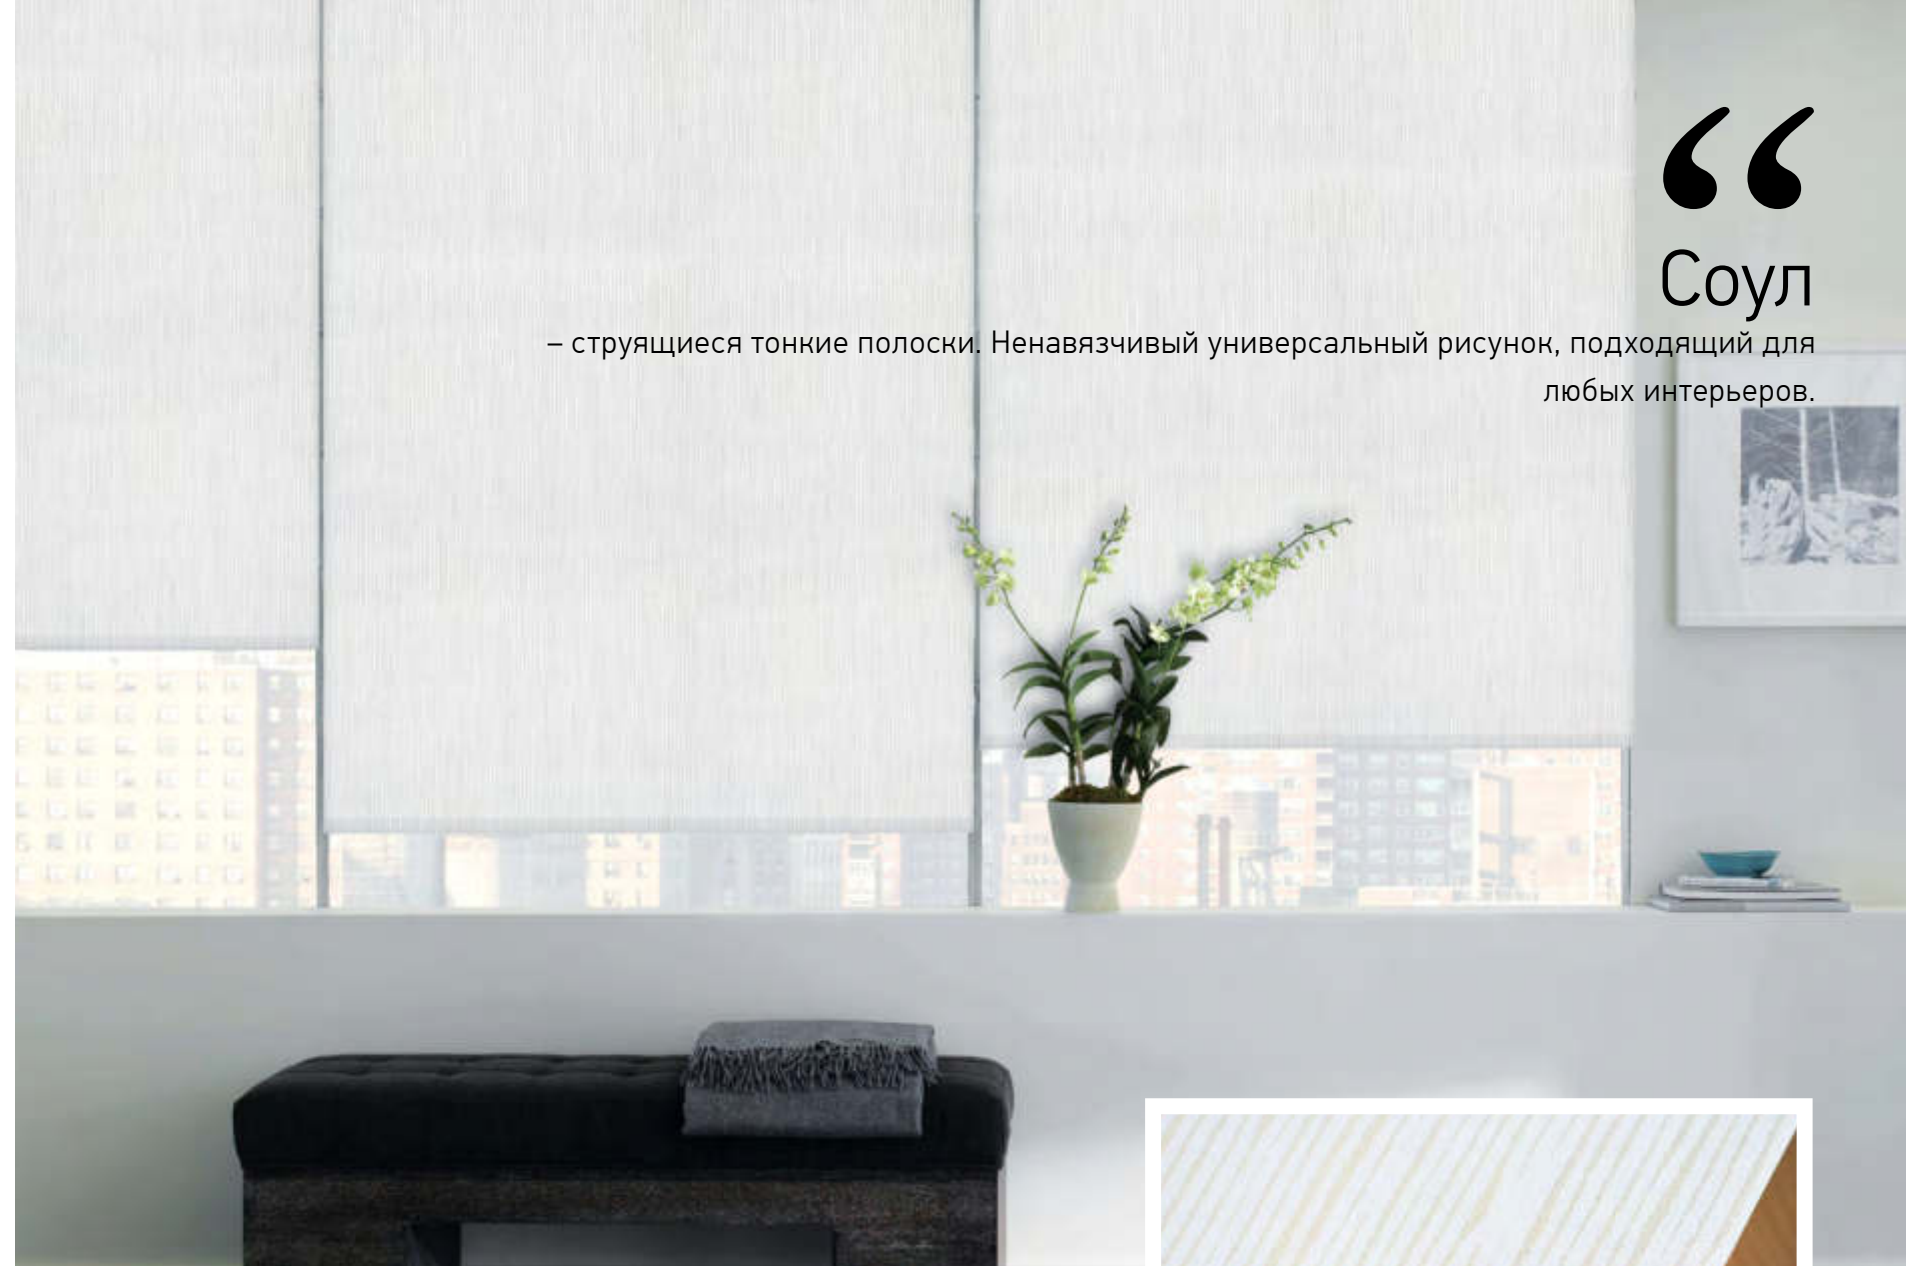 “
Соул
– струящиеся тонкие полоски. Ненавязчивый универсальный рисунок, подходящий для
любых интерьеров.